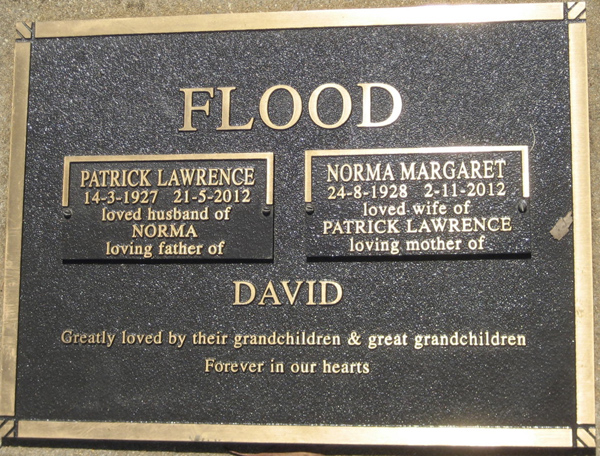 FLOOD
PATRICK LAWRENCE
14-3-1927 21-5-2012
loved husband of
NORMA
loving father of
NORMA MARGARET
24-8-1928 2-11-2012
loved wife of
PATRICK LAWRENCE
loving mother of
DAVID
Greatly loved by their grandchildren & great grandchildren
Forever in our hearts